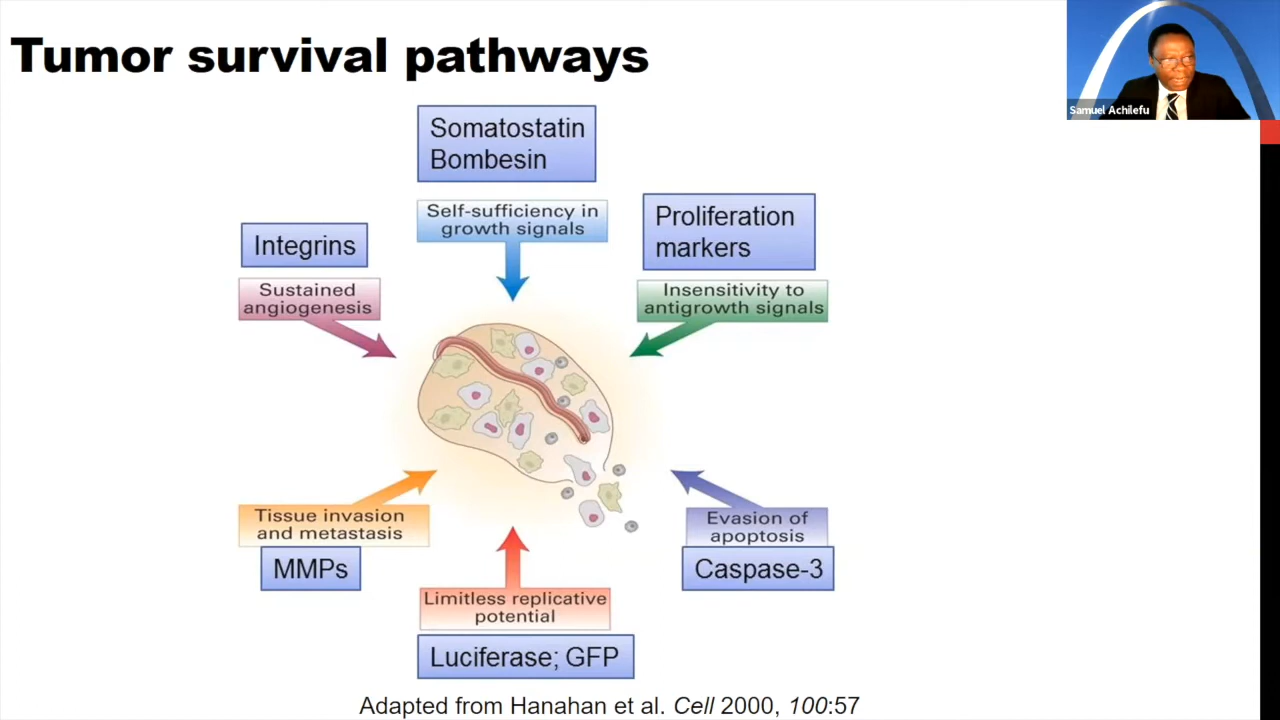 Tumor survival pathways
Samuel Achilefu
Somatostatin
Bombesin
Self-sufficiency in
growth signals
Integrins
Sustained
angiogenesis
Proliferation
markers
Insensitivity to
antigrowth signals
Tissue invasion
and metastasis
MMPs
Evasion of
apoptosis
Caspase-3
Limitless replicative
potential
Luciferase; GFP
Adapted from Hanahan et al. Cell 2000, 100:57